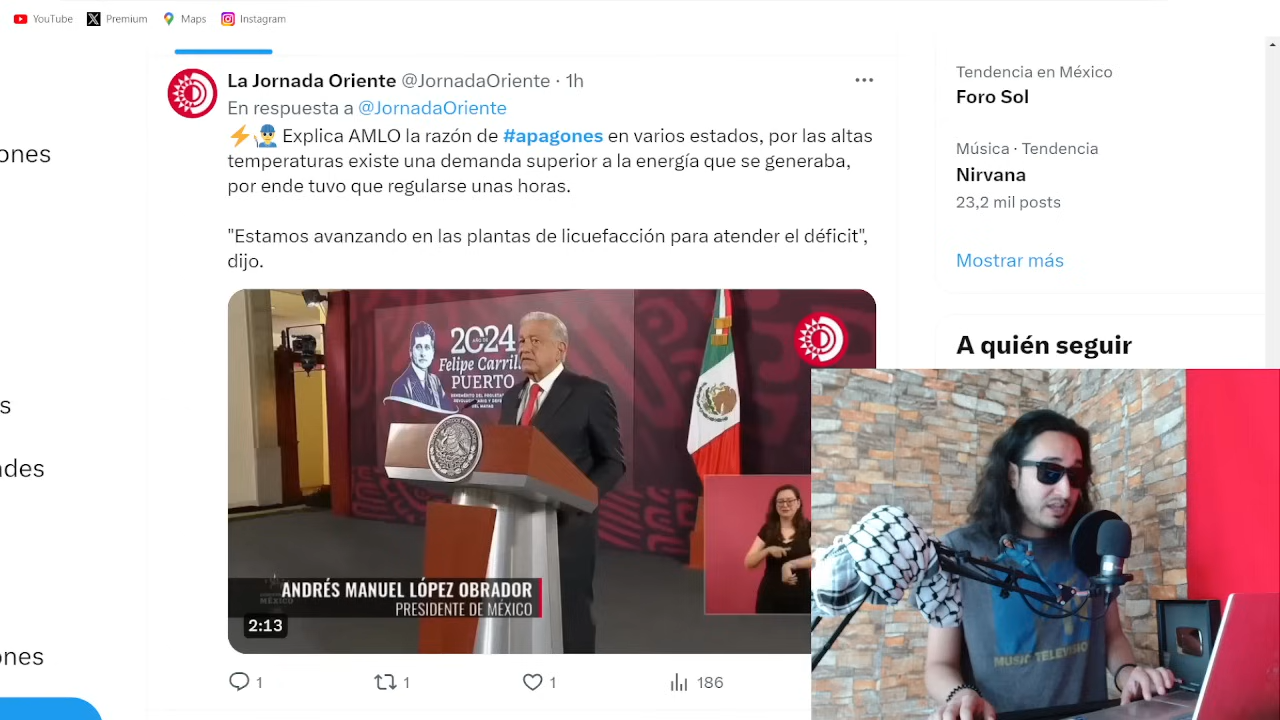 YouTube
Premium
Maps
Instagram
ones
s
ades
ones
La Jornada Oriente @JornadaOriente · 1h
En respuesta a @JornadaOriente
Explica AMLO la razón de #apagones en varios estados, por las altas
temperaturas existe una demanda superior a la energía que se generaba,
por ende tuvo que regularse unas horas.
"Estamos avanzando en las plantas de licuefacción para atender el déficit",
dijo.
2024
Felipe Carrill
PUERTO
ANDRÉS MANUEL LÓPEZ OBRADOR
PRESIDENTE DE MÉXICO
MÉXICO
2:13
1
1
1
186
Tendencia en México
Foro Sol
Música · Tendencia
Nirvana
23,2 mil posts
Mostrar más
A quién seguir
MUSIC TELEVISION